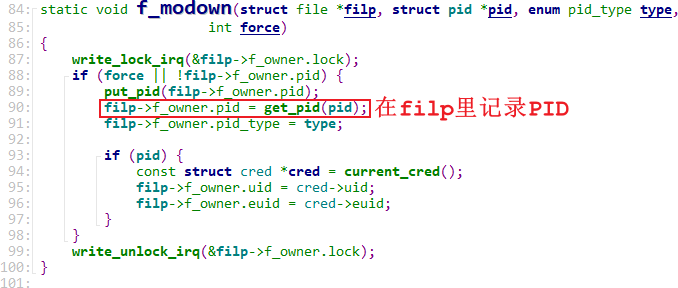 84: static void f_modown(struct file *filp, struct pid *pid, enum pid_type type,
85:                      int force)
86: {
87:     write_lock_irq(&filp->f_owner.lock);
88:     if (force || !filp->f_owner.pid) {
89:         put_pid(filp->f_owner.pid);
90:         filp->f_owner.pid = get_pid(pid); 在filp里记录PID
91:         filp->f_owner.pid_type = type;
92:
93:         if (pid) {
94:             const struct cred *cred = current_cred();
95:             filp->f_owner.uid = cred->uid;
96:             filp->f_owner.euid = cred->euid;
97:         }
98:     }
99:     write_unlock_irq(&filp->f_owner.lock);
100: }
101: